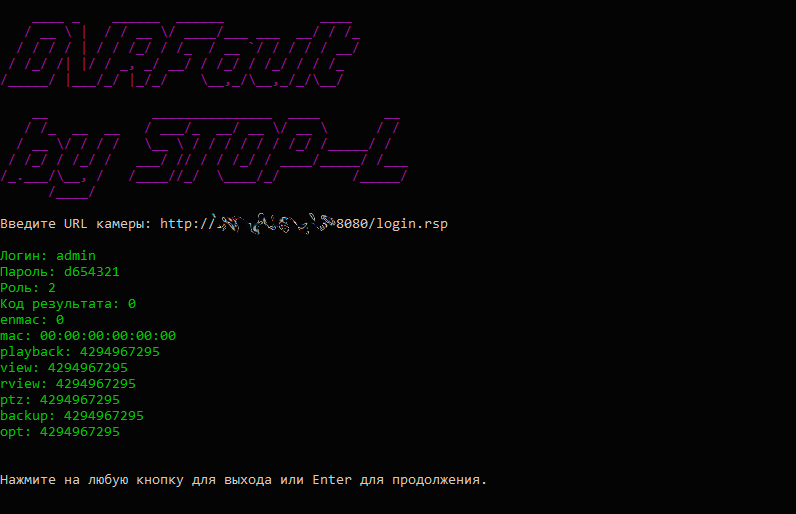 DVRFault
by STOP-L
Введите URL камеры: http://8080/login.rsp
Логин: admin
Пароль: d654321
Роль: 2
Код результата: 0
enmac: 0
mac: 00:00:00:00:00:00
playback: 4294967295
view: 4294967295
rview: 4294967295
ptz: 4294967295
backup: 4294967295
opt: 4294967295
Нажмите на любую кнопку для выхода или Enter для продолжения.